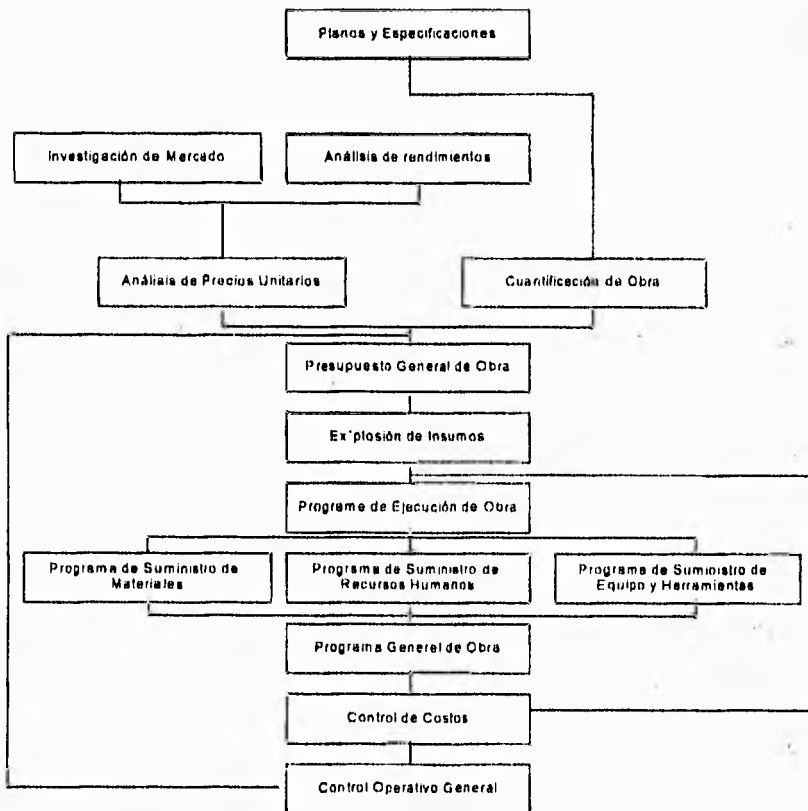 Planos y Especificaciones
Investigación de Mercado
Análisis de rendimientos
Análisis de Precios Unitarios
Cuantificación de Obra
Presupuesto General de Obra
Explosión de Insumos
Programa de Ejecución de Obra
Programa de Suministro de
Materiales
Programa de Suministro de
Recursos Humanos
Programa de Suministro de
Equipo y Herramientas
Programa General de Obra
Control de Costos
Control Operativo General